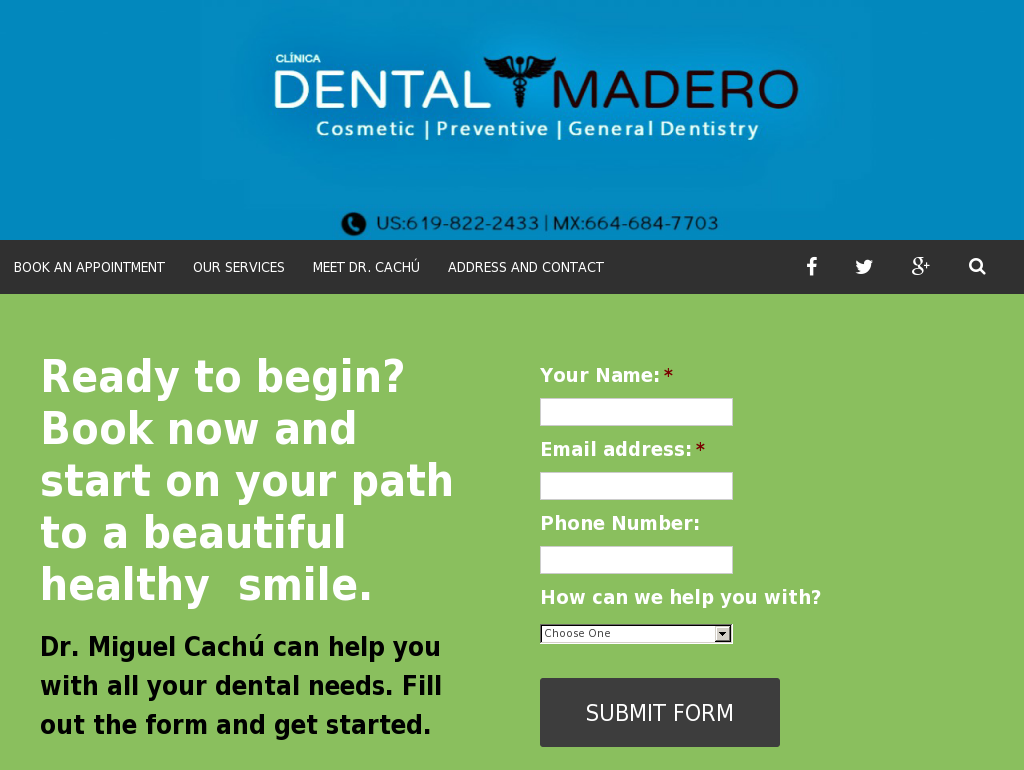 CLÍNICA
DENTAL MADERO
Cosmetic | Preventive | General Dentistry
US:619-822-2433 | MX:664-684-7703
BOOK AN APPOINTMENT OUR SERVICES MEET DR. CACHÚ ADDRESS AND CONTACT
Ready to begin?
Book now and
start on your path
to a beautiful
healthy  smile.
Dr. Miguel Cachú can help you
with all your dental needs. Fill
out the form and get started.
Your Name: *
Email address: *
Phone Number:
How can we help you with?
Choose One
SUBMIT FORM